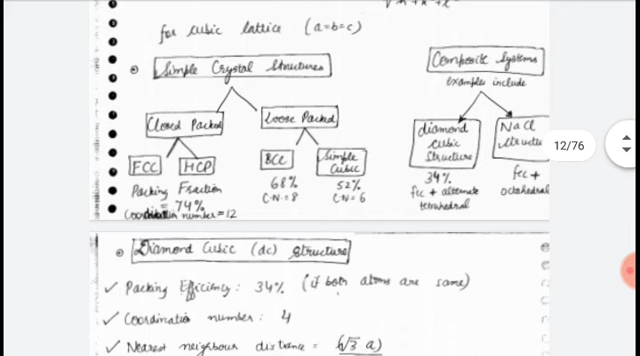 for cubic lattice (a=b=c)
Simple Crystal Structures
Composite Systems
examples include
Closed Packed
Loose Packed
diamond cubic structure
NaCl structu
12/76
FCC
HCP
BCC
Simple Cubic
34%
fcc +
Packing Fraction
68%
52%
fcc + alternate
octahedral
= 74%
C.N.=8
C.N=6
tetrahedral
number=12
Diamond Cubic (dc) Structure
✓ Packing Efficiency: 34% (if both atoms are same)
✓ Coordination number: 4
✓ Nearest neighbour distance = (√3 a)